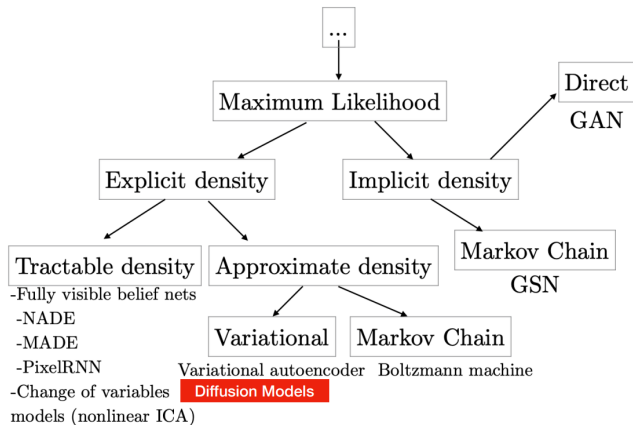 ...
Maximum Likelihood
Direct
GAN
Explicit density
Implicit density
Tractable density
-Fully visible belief nets
-NADE
-MADE
-PixelRNN
-Change of variables
models (nonlinear ICA)
Approximate density
Variational
Variational autoencoder
Diffusion Models
Markov Chain
Boltzmann machine
Markov Chain
GSN